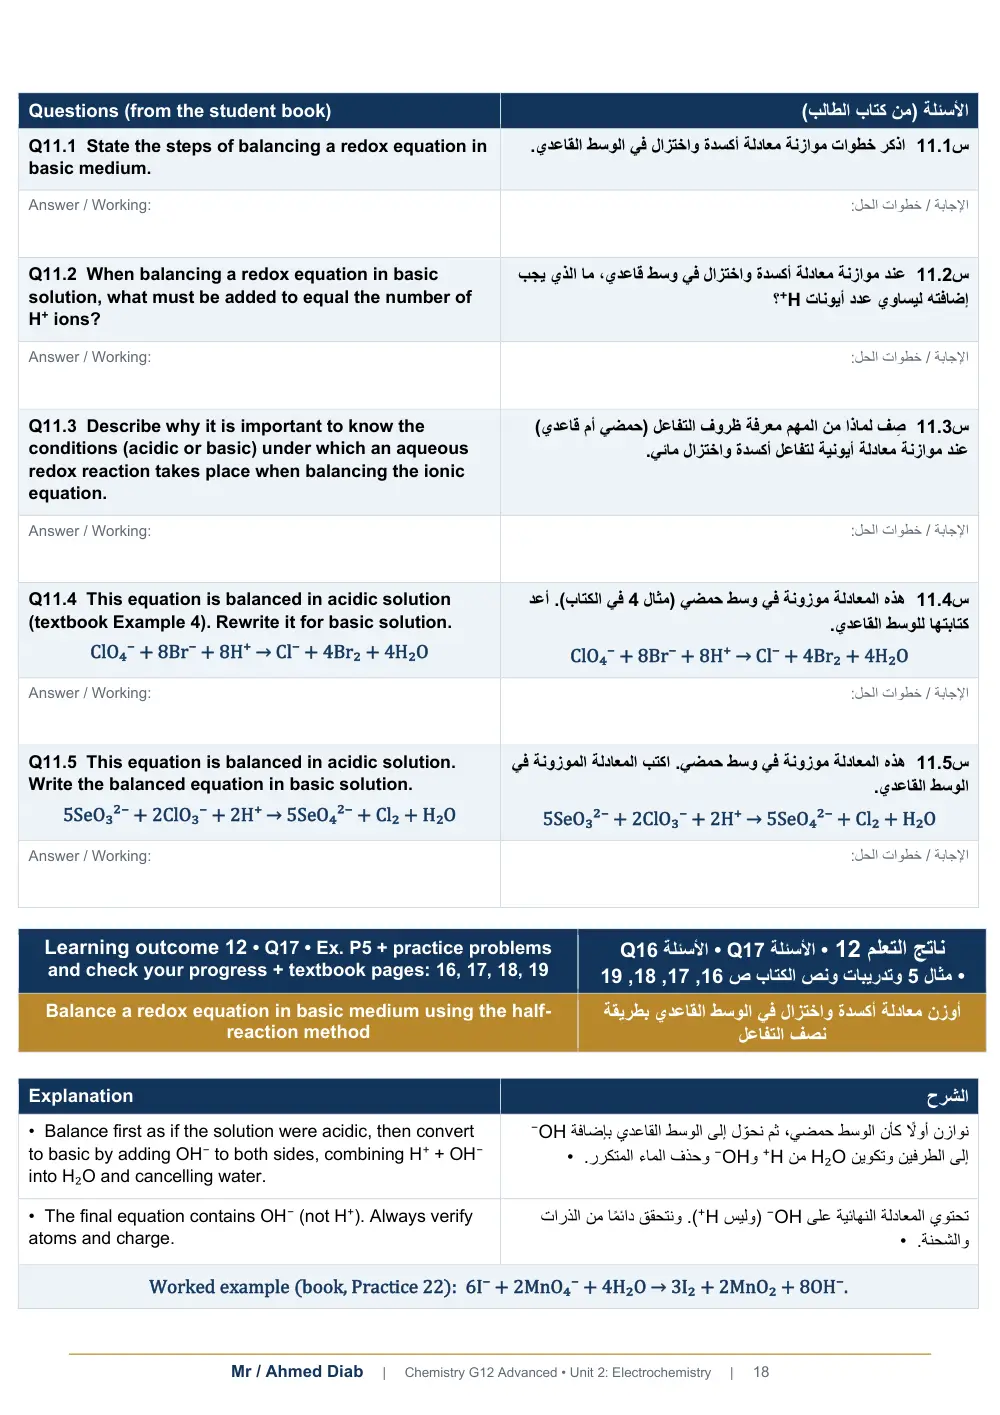 Questions (from the student book)
الأسئلة (من كتاب الطالب)
Q11.1 State the steps of balancing a redox equation in
basic medium.
س11.1 اذكر خطوات موازنة معادلة أكسدة واختزال في الوسط القاعدي.
Answer / Working:
الإجابة / خطوات الحل:
Q11.2 When balancing a redox equation in basic
solution, what must be added to equal the number of
H⁺ ions?
س11.2 عند موازنة معادلة أكسدة واختزال في وسط قاعدي، ما الذي يجب
إضافته ليساوي عدد أيونات H⁺؟
Answer / Working:
الإجابة / خطوات الحل:
Q11.3 Describe why it is important to know the
conditions (acidic or basic) under which an aqueous
redox reaction takes place when balancing the ionic
equation.
س11.3 صِف لماذا من المهم معرفة ظروف التفاعل (حمضي أم قاعدي)
عند موازنة معادلة أيونية لتفاعل أكسدة واختزال مائي.
Answer / Working:
الإجابة / خطوات الحل:
Q11.4 This equation is balanced in acidic solution
(textbook Example 4). Rewrite it for basic solution.
ClO₄⁻ + 8Br⁻ + 8H⁺ → Cl⁻ + 4Br₂ + 4H₂O
س11.4 هذه المعادلة موزونة في وسط حمضي (مثال 4 في الكتاب). أعد
كتابتها للوسط القاعدي.
ClO₄⁻ + 8Br⁻ + 8H⁺ → Cl⁻ + 4Br₂ + 4H₂O
Answer / Working:
الإجابة / خطوات الحل:
Q11.5 This equation is balanced in acidic solution.
Write the balanced equation in basic solution.
5SeO₃²⁻ + 2ClO₃⁻ + 2H⁺ → 5SeO₄²⁻ + Cl₂ + H₂O
س11.5 هذه المعادلة موزونة في وسط حمضي. اكتب المعادلة الموزونة في
الوسط القاعدي.
5SeO₃²⁻ + 2ClO₃⁻ + 2H⁺ → 5SeO₄²⁻ + Cl₂ + H₂O
Answer / Working:
الإجابة / خطوات الحل:
Learning outcome 12 • Q17 • Ex. P5 + practice problems
and check your progress + textbook pages: 16, 17, 18, 19
ناتج التعلم 12 • الأسئلة Q17 • الأسئلة Q16
• مثال 5 وتدريبات ونص الكتاب ص 16, 17, 18, 19
Balance a redox equation in basic medium using the half-
reaction method
أوزن معادلة أكسدة واختزال في الوسط القاعدي بطريقة
نصف التفاعل
Explanation
الشرح
• Balance first as if the solution were acidic, then convert
to basic by adding OH⁻ to both sides, combining H⁺ + OH⁻
into H₂O and cancelling water.
نوازن أولًا كأن الوسط حمضي، ثم نحوّل إلى الوسط القاعدي بإضافة OH⁻
إلى الطرفين وتكوين H₂O من H⁺ وOH⁻ وحذف الماء المتكرر. •
• The final equation contains OH⁻ (not H⁺). Always verify
atoms and charge.
تحتوي المعادلة النهائية على OH⁻ (وليس H⁺). ونتحقق دائمًا من الذرات
والشحنة. •
Worked example (book, Practice 22): 6I⁻ + 2MnO₄⁻ + 4H₂O → 3I₂ + 2MnO₂ + 8OH⁻.
Mr / Ahmed Diab | Chemistry G12 Advanced • Unit 2: Electrochemistry | 18